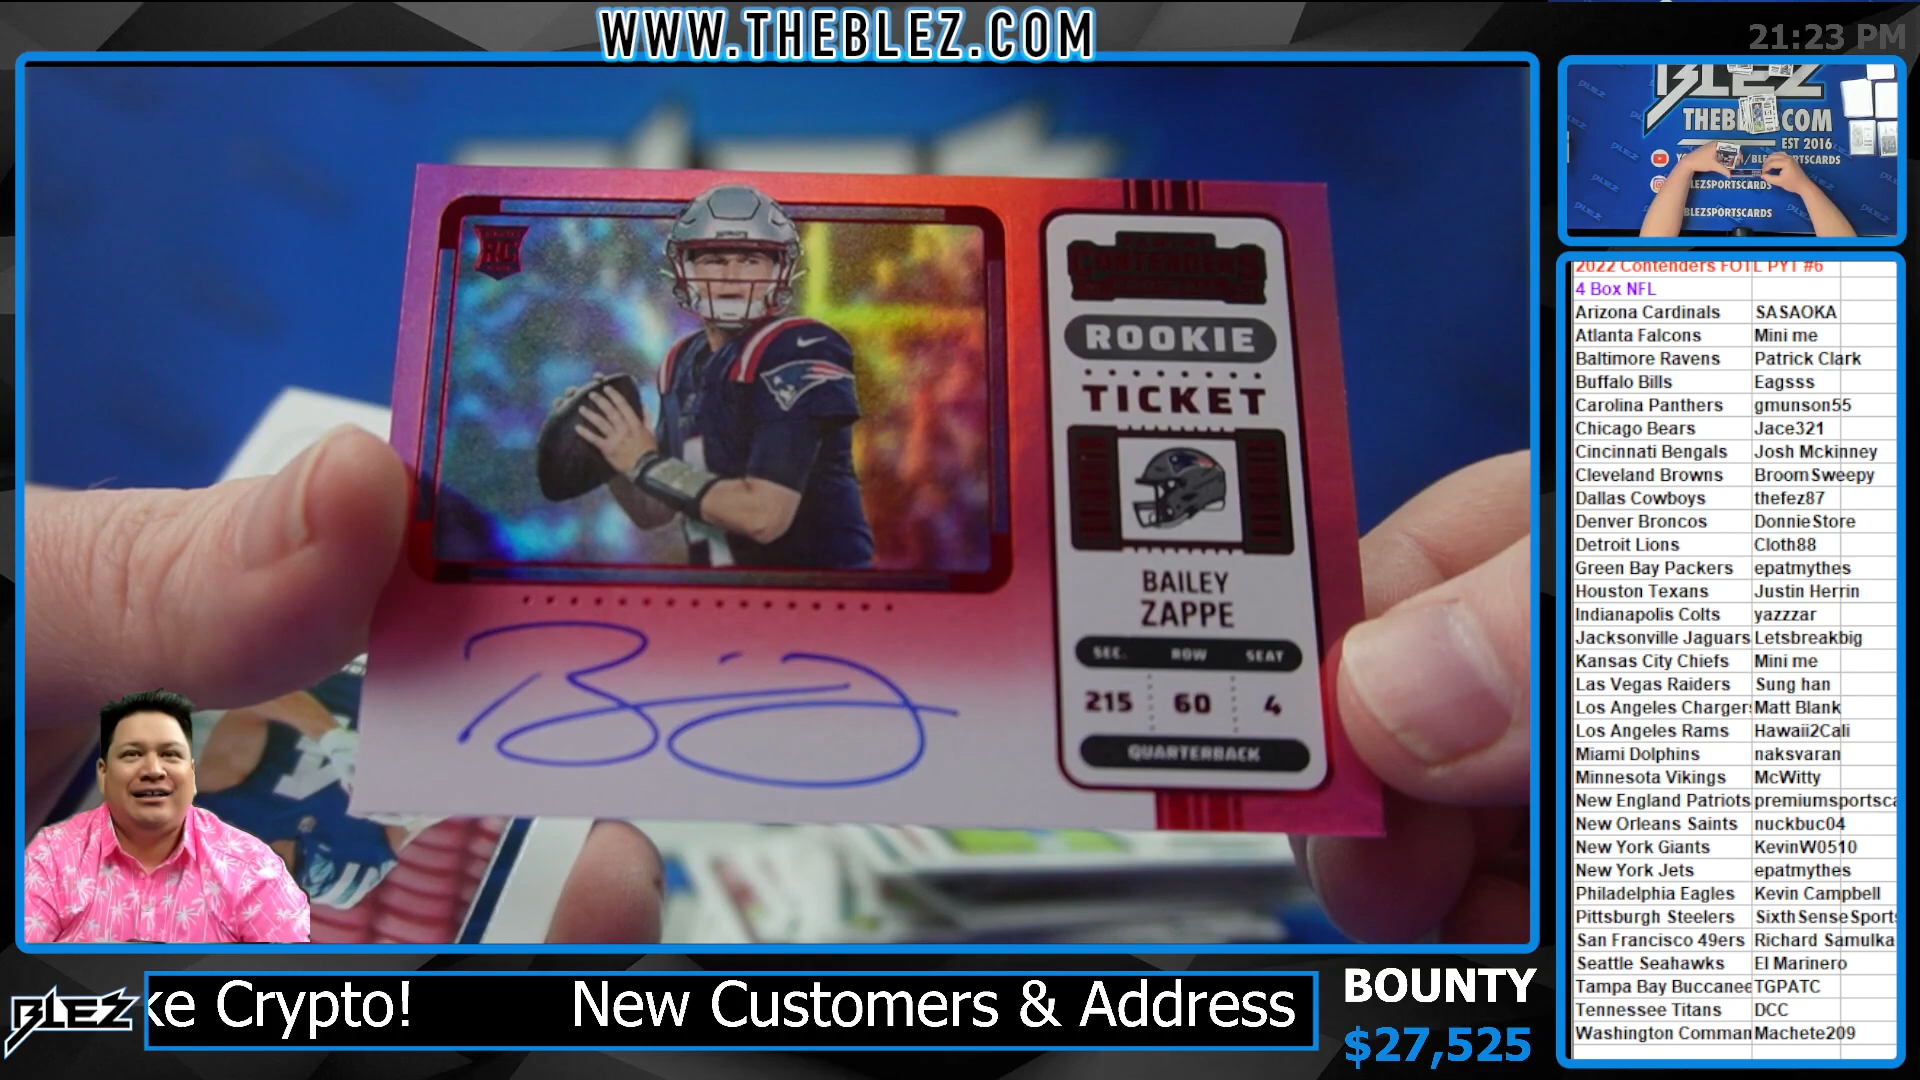 WWW.THEBLEZ.COM
21:23 PM
RC
CONTENDERS
ROOKIE
TICKET
BAILEY
ZAPPE
SEC. ROW SEAT
215 60 4
QUARTERBACK
BLEZ
THEBL .COM
EST 2016
BLEZSPORTSCARDS
2022 Contenders FOTL PYT #6
4 Box NFL
Arizona Cardinals SASAOKA
Atlanta Falcons Mini me
Baltimore Ravens Patrick Clark
Buffalo Bills Eagsss
Carolina Panthers gmunson55
Chicago Bears Jace321
Cincinnati Bengals Josh Mckinney
Cleveland Browns BroomSweepy
Dallas Cowboys thefez87
Denver Broncos DonnieStore
Detroit Lions Cloth88
Green Bay Packers epatmythes
Houston Texans Justin Herrin
Indianapolis Colts yazzzar
Jacksonville Jaguars Letsbreakbig
Kansas City Chiefs Mini me
Las Vegas Raiders Sung han
Los Angeles Chargers Matt Blank
Los Angeles Rams Hawaii2Cali
Miami Dolphins naksvaran
Minnesota Vikings McWitty
New England Patriots premiumsportsca
New Orleans Saints nuckbuc04
New York Giants KevinW0510
New York Jets epatmythes
Philadelphia Eagles Kevin Campbell
Pittsburgh Steelers SixthSenseSports
San Francisco 49ers Richard Samulka
Seattle Seahawks El Marinero
Tampa Bay Buccanee TGPATC
Tennessee Titans DCC
Washington Comman Machete209
BLEZ
ke Crypto! New Customers & Address
BOUNTY
$27,525